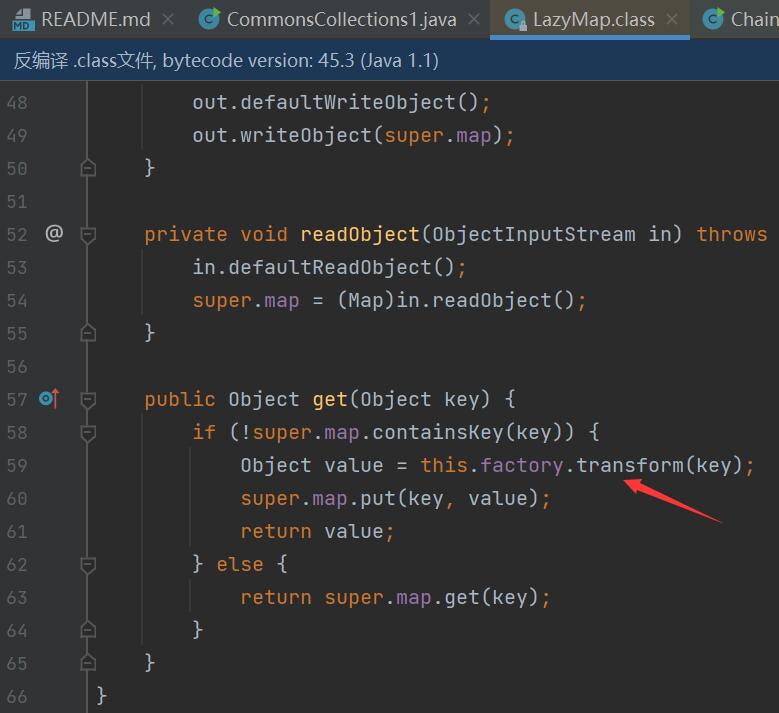 README.md CommonsCollections1.java LazyMap.class Chain
反编译 .class文件, bytecode version: 45.3 (Java 1.1)
48 out.defaultWriteObject();
49 out.writeObject(super.map);
50 }
51
52 @ private void readObject(ObjectInputStream in) throws
53 in.defaultReadObject();
54 super.map = (Map)in.readObject();
55 }
56
57 public Object get(Object key) {
58 if (!super.map.containsKey(key)) {
59 Object value = this.factory.transform(key);
60 super.map.put(key, value);
61 return value;
62 } else {
63 return super.map.get(key);
64 }
65 }
66 }